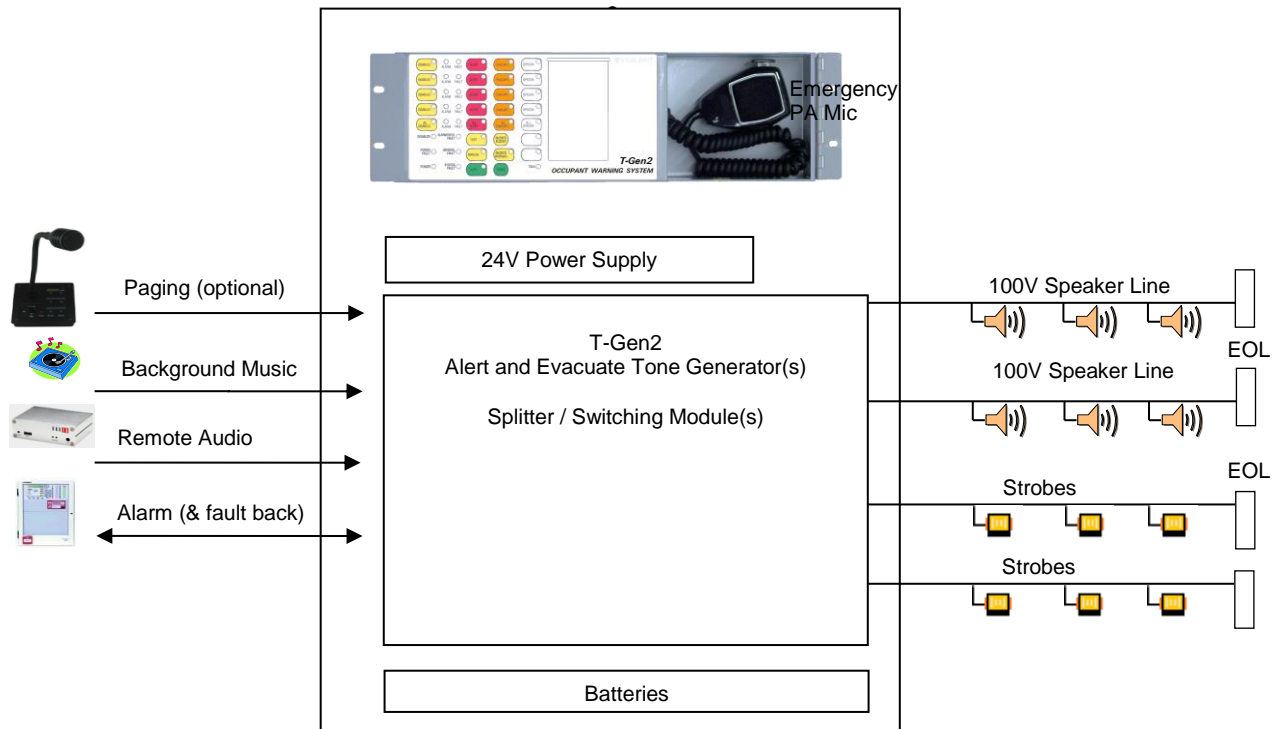 Emergency
PA Mic
T-Gen2
OCCUPANT WARNING SYSTEM
24V Power Supply
Paging (optional)
Background Music
Remote Audio
Alarm (& fault back)
T-Gen2
Alert and Evacuate Tone Generator(s)
Splitter / Switching Module(s)
100V Speaker Line
EOL
100V Speaker Line
EOL
Strobes
Strobes
Batteries